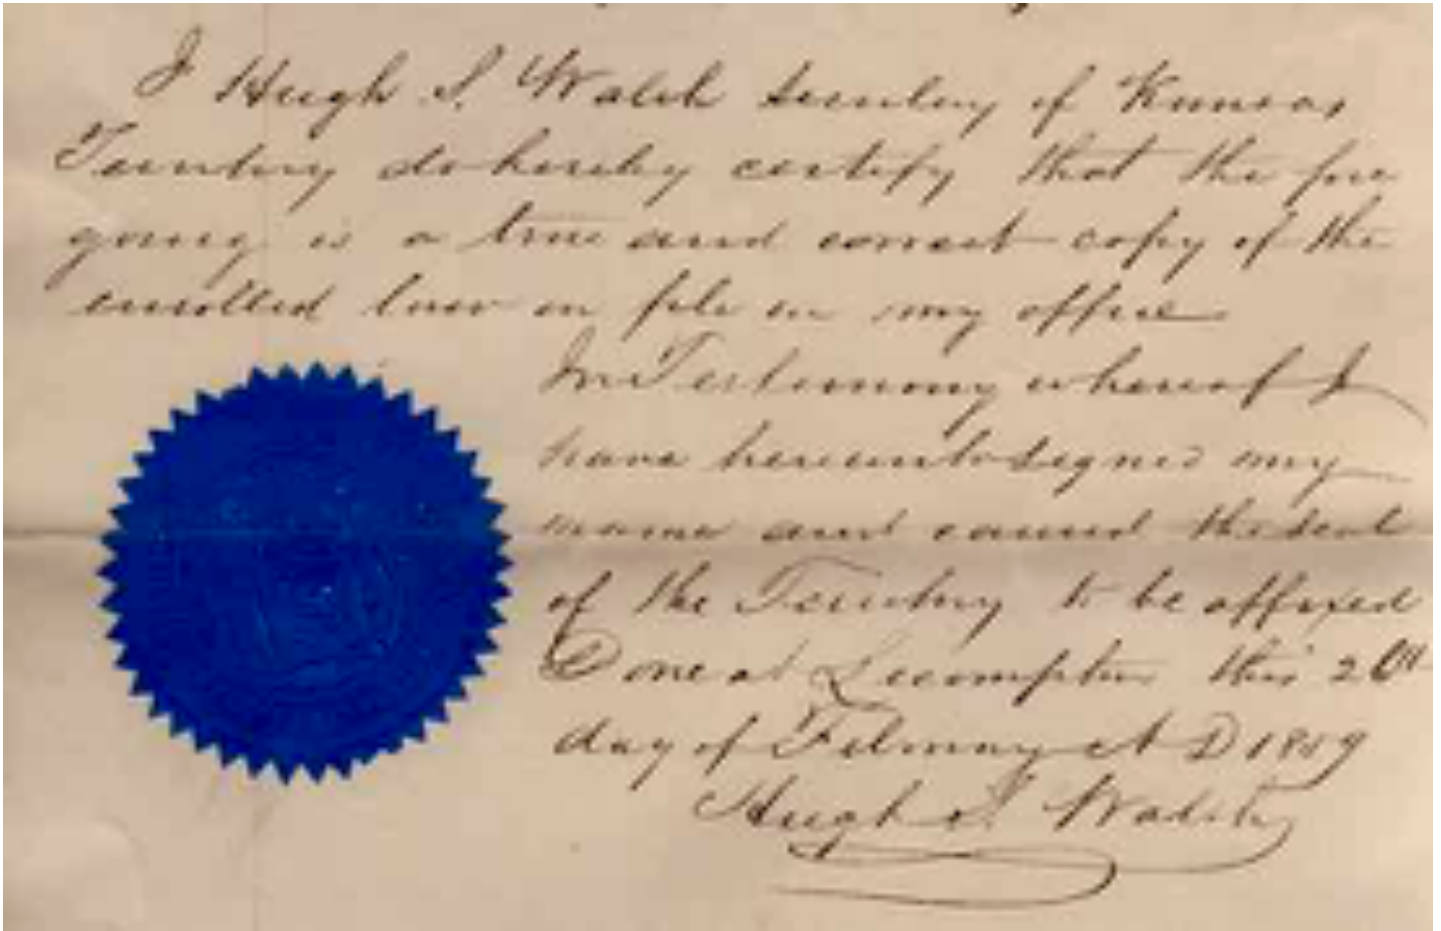 I Hugh S. Walsh Secretary of Kansas
Territory do hereby certify that the fore
going is a true and correct copy of the
enrolled law on file in my office
In Testimony whereof I
have hereunto signed my
name and caused the seal
of the Territory to be affixed
Done at Lecompton this
day of February A D 1859
Hugh S. Walsh